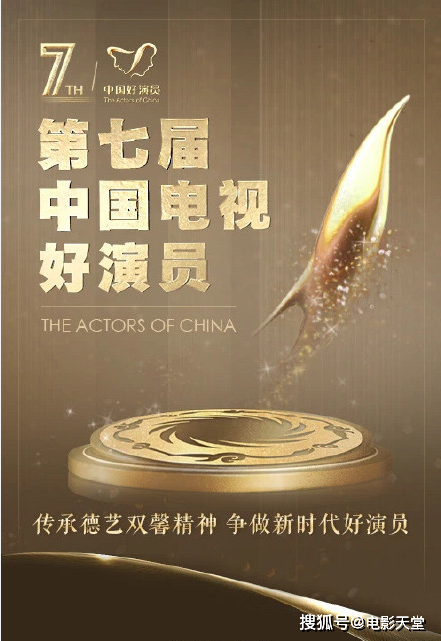 7TH
中国好演员
The Actors of China
第七届
中国电视
好演员
THE ACTORS OF CHINA
传承德艺双馨精神 争做新时代好演员
搜狐号@电影天堂